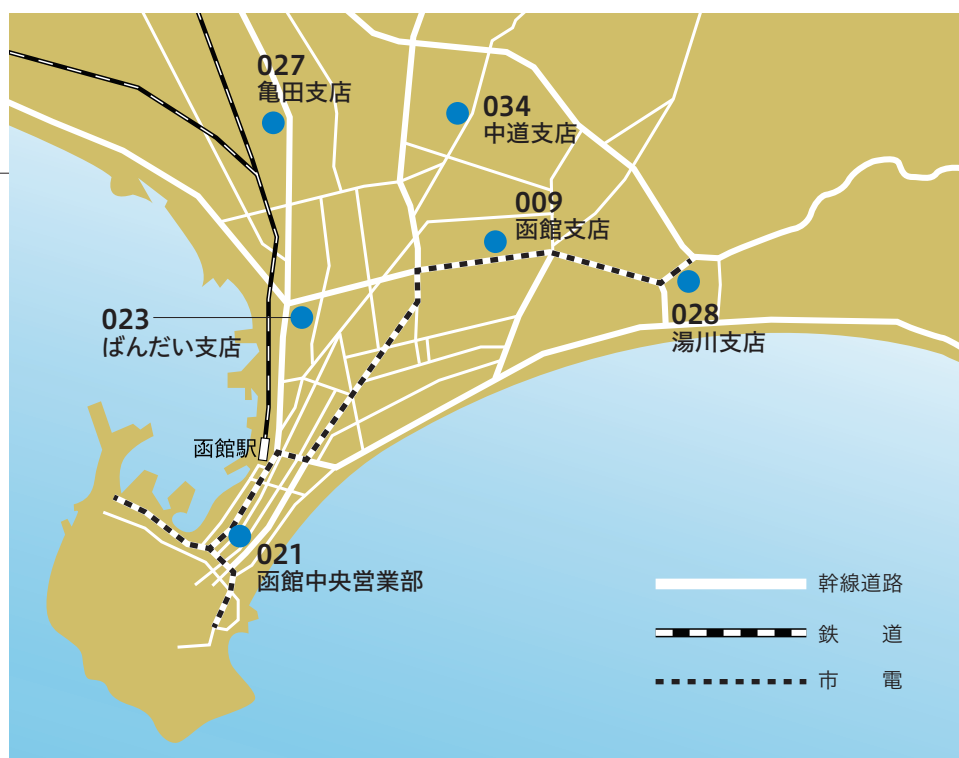 027
亀田支店
034
中道支店
009
函館支店
023
ばんだい支店
028
湯川支店
函館駅
021
函館中央営業部
幹線道路
鉄　道
市　電